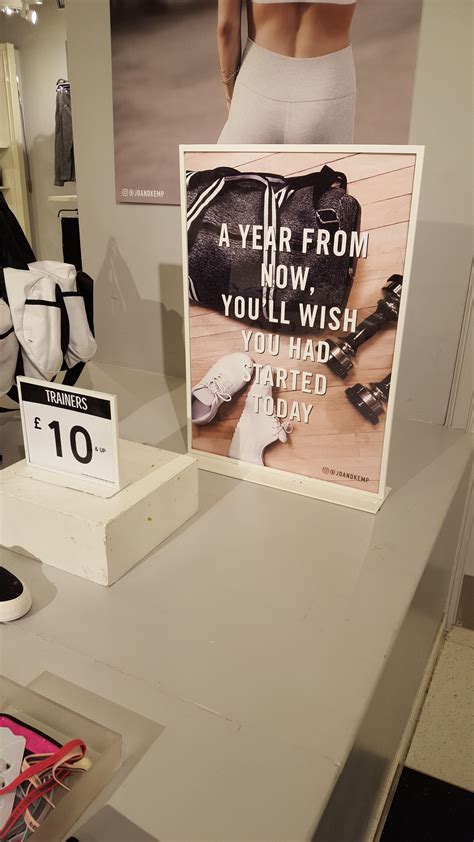 @JOANDKEMP
A YEAR FROM
NOW,
YOU'LL WISH
YOU HAD
STARTED
TODAY
@JOANDKEMP
TRAINERS
£10 & UP